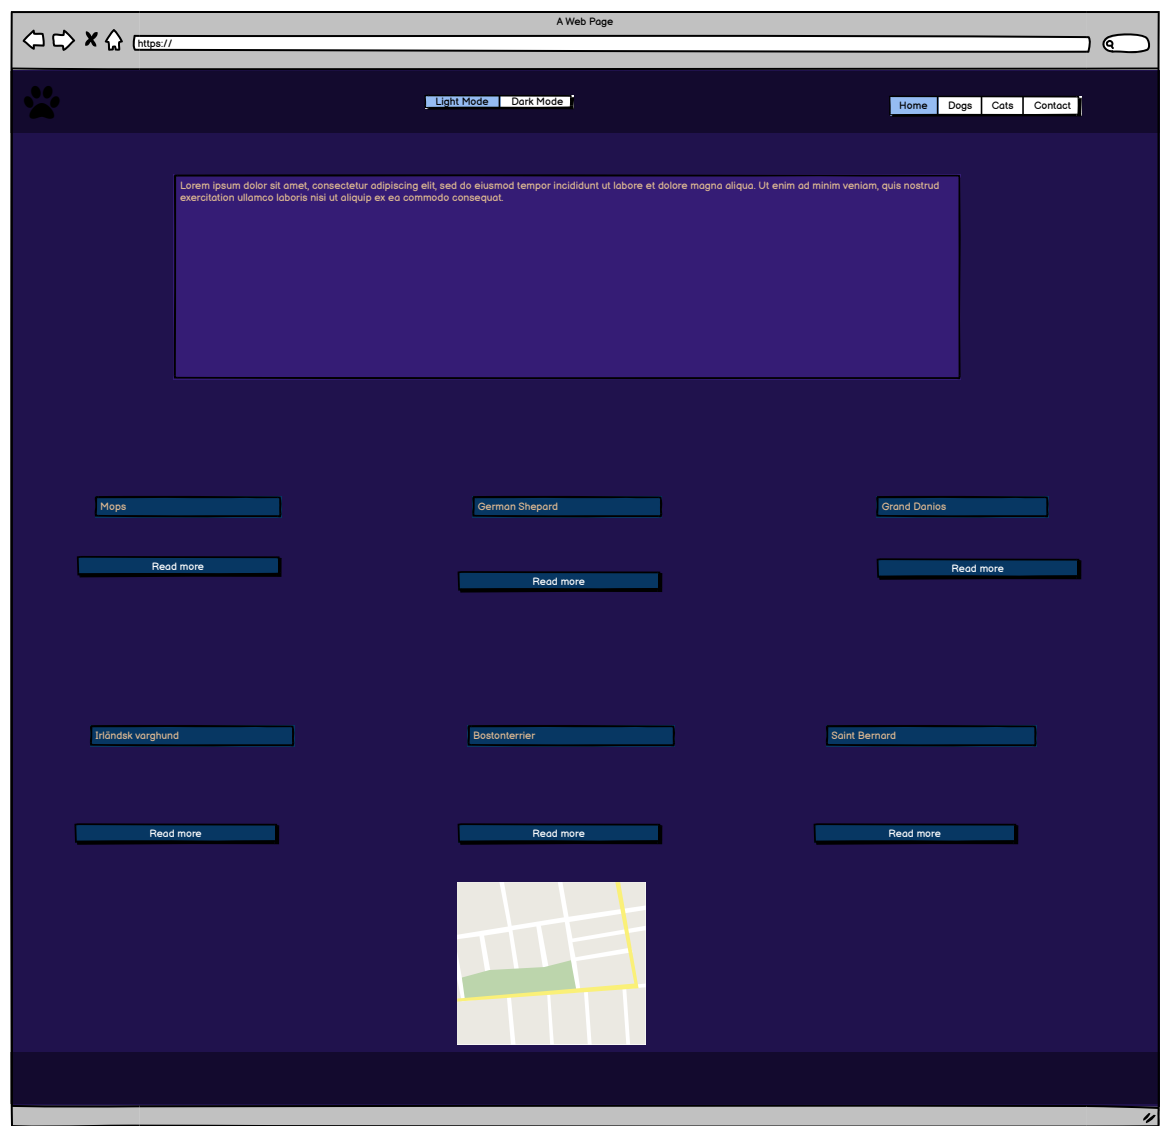 A Web Page
https://
Light Mode Dark Mode
Home Dogs Cats Contact
Lorem ipsum dolor sit amet, consectetur adipiscing elit, sed do eiusmod tempor incididunt ut labore et dolore magna aliqua. Ut enim ad minim veniam, quis nostrud
exercitation ullamco laboris nisi ut aliquip ex ea commodo consequat.
Mops
German Shepard
Grand Danios
Read more
Read more
Read more
Irländsk varghund
Bostonterrier
Saint Bernard
Read more
Read more
Read more